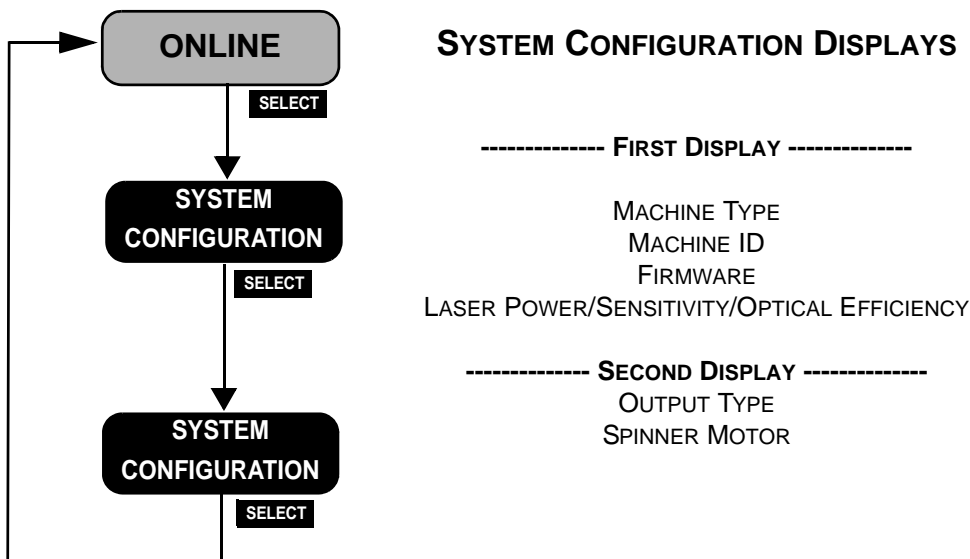 ONLINE
SELECT
SYSTEM
CONFIGURATION
SELECT
SYSTEM
CONFIGURATION
SELECT
SYSTEM CONFIGURATION DISPLAYS
-------------- FIRST DISPLAY --------------
MACHINE TYPE
MACHINE ID
FIRMWARE
LASER POWER/SENSITIVITY/OPTICAL EFFICIENCY
-------------- SECOND DISPLAY --------------
OUTPUT TYPE
SPINNER MOTOR